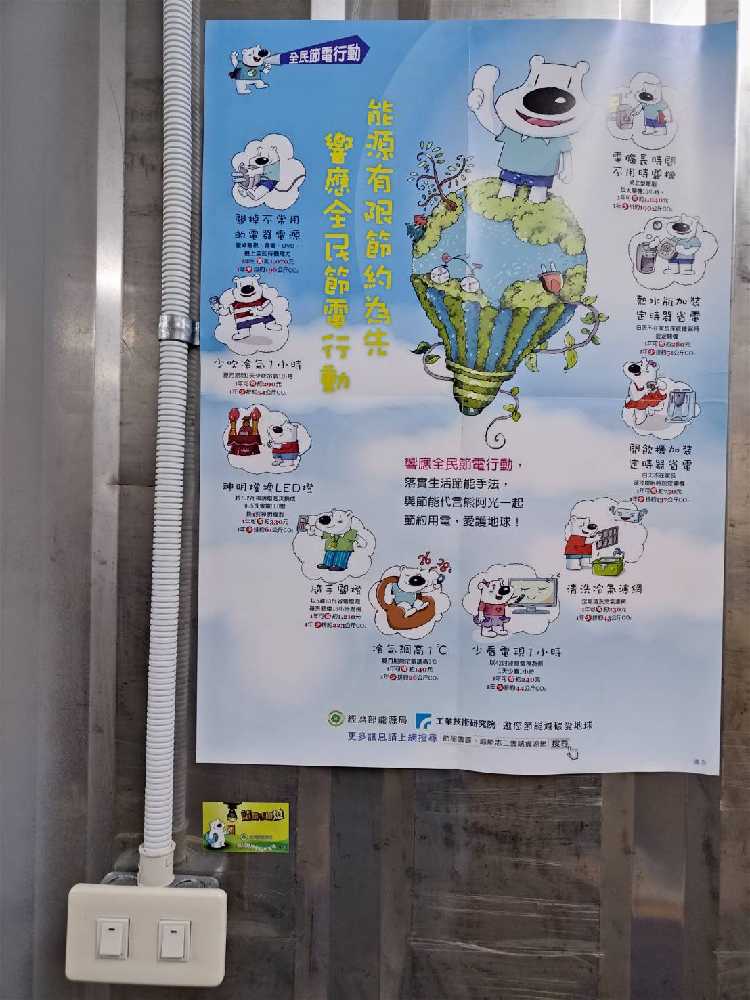 全民節電行動
能源有限節約為先
響應全民節電行動
關掉不常用
的電器電源
關掉電視、音響、DVD、
機上盒的待機電力
1年可省約1,070元
1年少排約196公斤CO₂
少吹冷氣1小時
夏月期間1天少吹冷氣1小時
1年可省約290元
1年少排約54公斤CO₂
神明燈換LED燈
將7.2瓦神明燈泡汰換成
0.5瓦省電LED燈
換1對神明燈泡
1年可省約330元
1年少排約61公斤CO₂
隨手關燈
以5盞13瓦省電燈泡
每天關燈18小時為例
1年可省約1,210元
1年少排約223公斤CO₂
26~28℃
冷氣調高1℃
夏月期間冷氣調高1℃
1年可省約140元
1年少排約26公斤CO₂
zzz
少看電視1小時
以42吋液晶電視為例
1天少看1小時
1年可省約240元
1年少排約44公斤CO₂
清洗冷氣濾網
定期清洗冷氣濾網
1年可省約230元
1年少排約43公斤CO₂
開飲機加裝
定時器省電
白天不在家及
深夜睡眠時設定關機
1年可省約750元
1年少排約137公斤CO₂
熱水瓶加裝
定時器省電
白天不在家及深夜睡眠時
設定關機
1年可省約280元
1年少排約51公斤CO₂
電腦長時間
不用時關機
桌上型電腦
每天關機10小時，
1年可省約1,040元
1年少排約190公斤CO₂
響應全民節電行動，
落實生活節能手法，
與節能代言熊阿光一起
節約用電，愛護地球！
經濟部能源局 工業技術研究院 邀您節能減碳愛地球
更多訊息請上網搜尋 節能園區、節能志工雲端資源網 搜尋
廣告
請隨手關燈
經濟部能源局